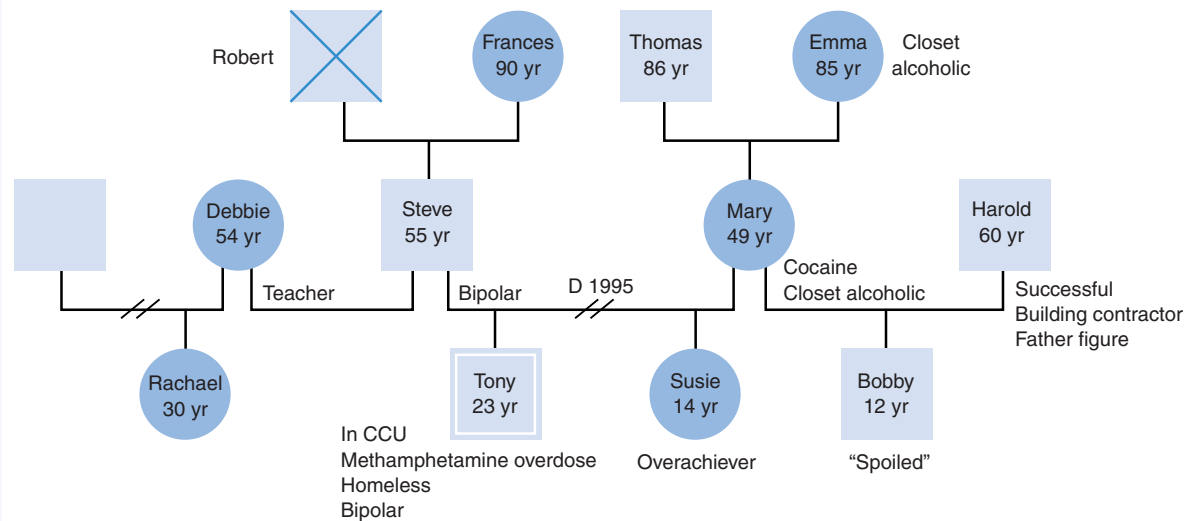 Robert
Frances
90 yr
Thomas
86 yr
Emma
85 yr
Closet
alcoholic
Debbie
54 yr
Steve
55 yr
Mary
49 yr
Harold
60 yr
Teacher
Bipolar
D 1995
Cocaine
Closet alcoholic
Successful
Building contractor
Father figure
Rachael
30 yr
Tony
23 yr
Susie
14 yr
Bobby
12 yr
In CCU
Methamphetamine overdose
Homeless
Bipolar
Overachiever
“Spoiled”